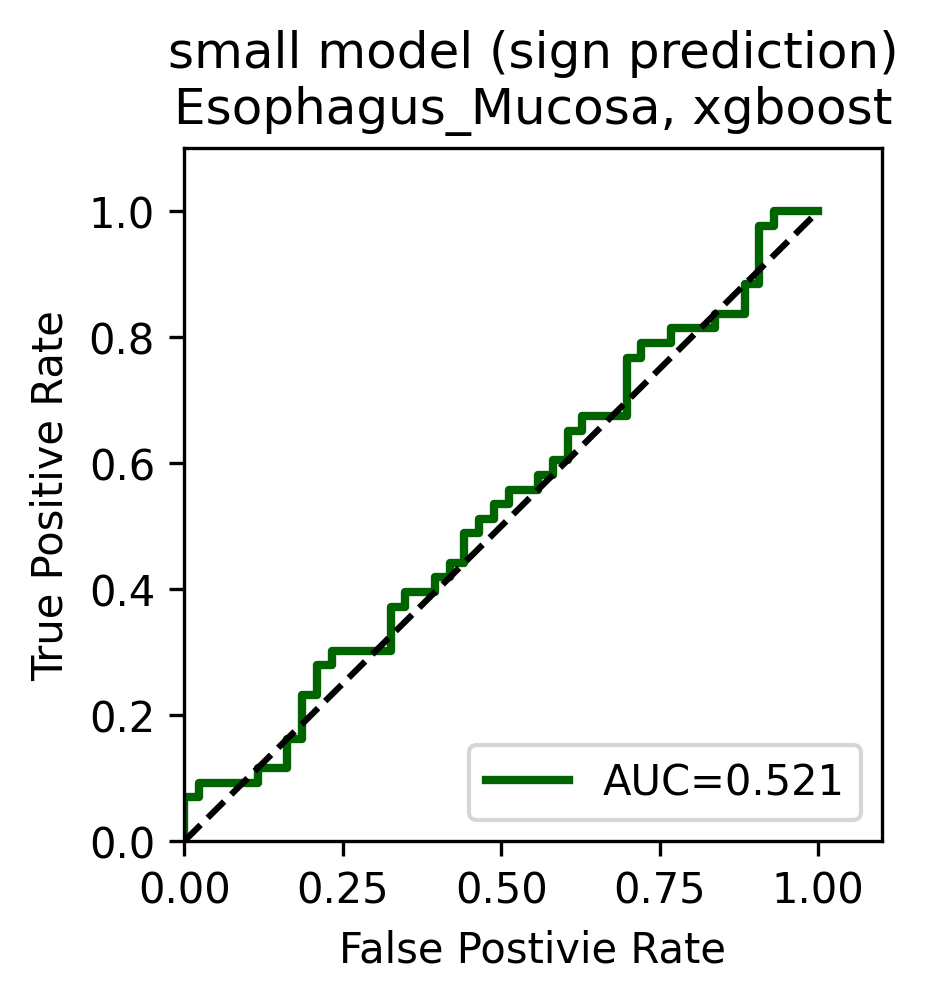 small model (sign prediction)
Esophagus_Mucosa, xgboost
1.0
0.8
0.6
0.4
0.2
0.0
True Positive Rate
AUC=0.521
0.00 0.25 0.50 0.75 1.00
False Postivie Rate